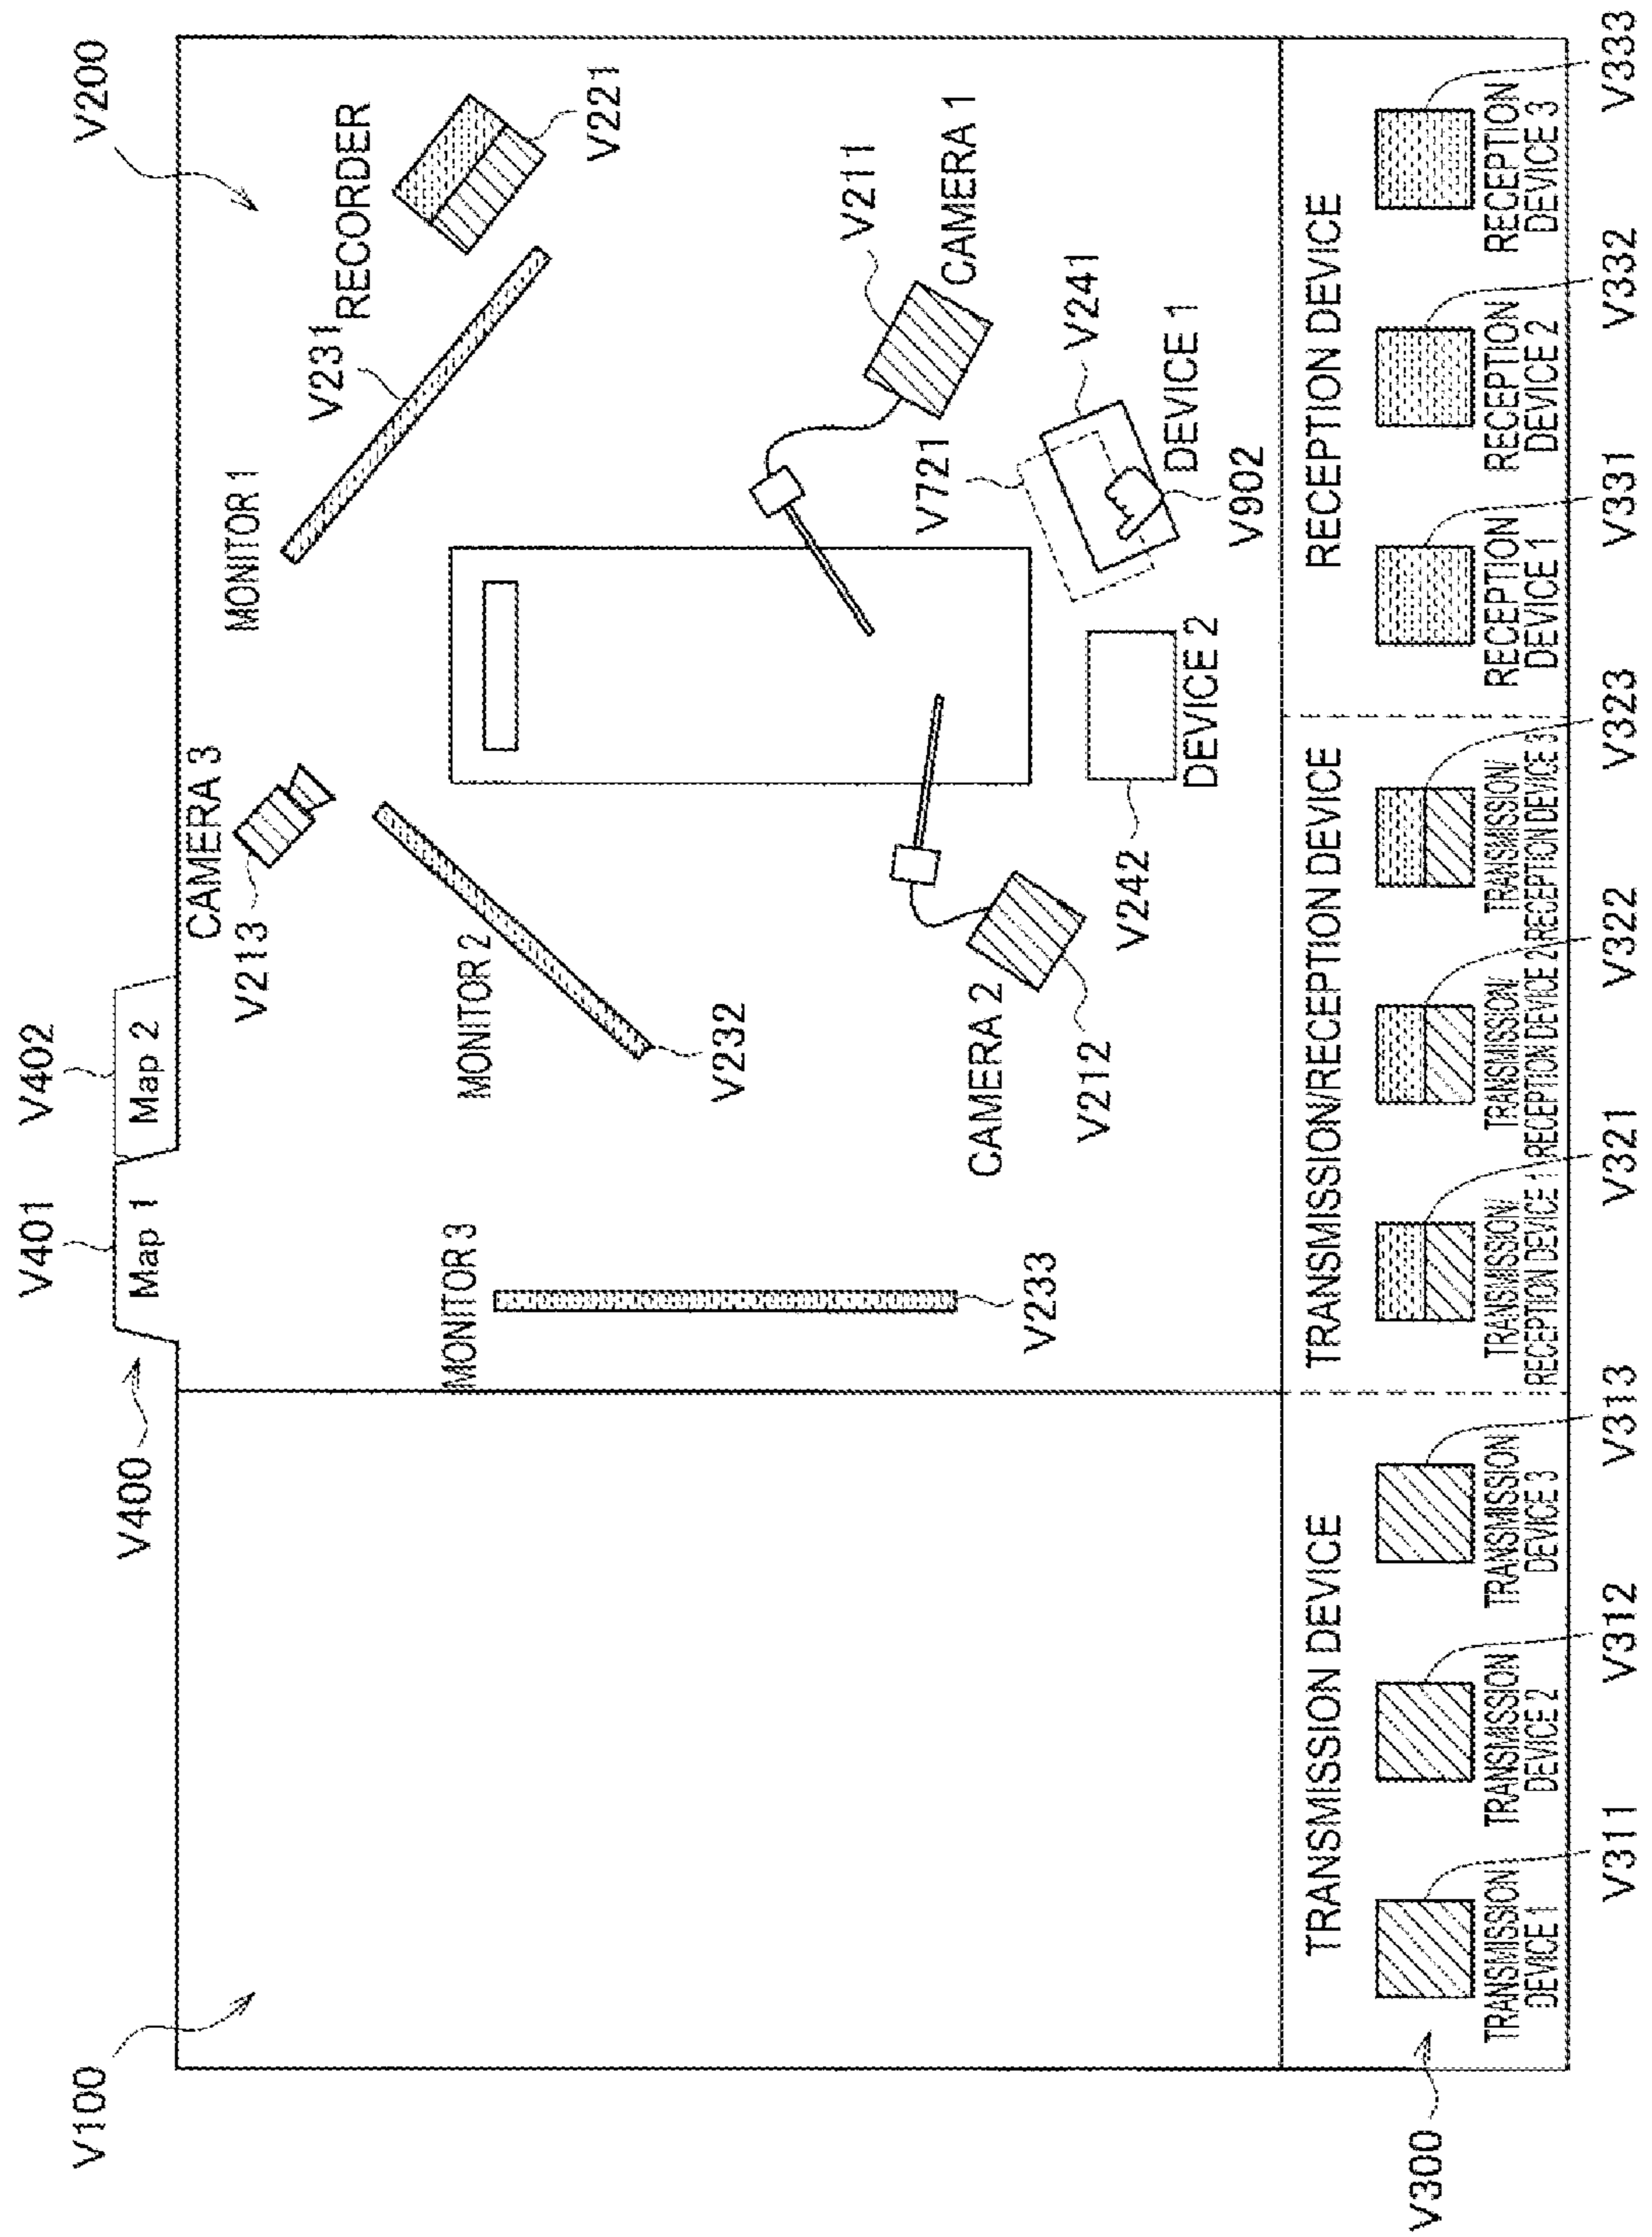 V401
V402
V400
Map 1
Map 2
V100
V200
CAMERA 3
V213
MONITOR 1
V231
RECORDER
V221
MONITOR 3
MONITOR 2
V232
V233
CAMERA 2
V212
V211
CAMERA 1
V721
V241
DEVICE 1
V902
V242
DEVICE 2
V300
TRANSMISSION DEVICE
TRANSMISSION/RECEPTION DEVICE
RECEPTION DEVICE
TRANSMISSION
DEVICE 1
TRANSMISSION
DEVICE 2
TRANSMISSION
DEVICE 3
TRANSMISSION/
RECEPTION DEVICE 1
TRANSMISSION/
RECEPTION DEVICE 2
TRANSMISSION/
RECEPTION DEVICE 3
RECEPTION
DEVICE 1
RECEPTION
DEVICE 2
RECEPTION
DEVICE 3
V311
V312
V313
V321
V322
V323
V331
V332
V333